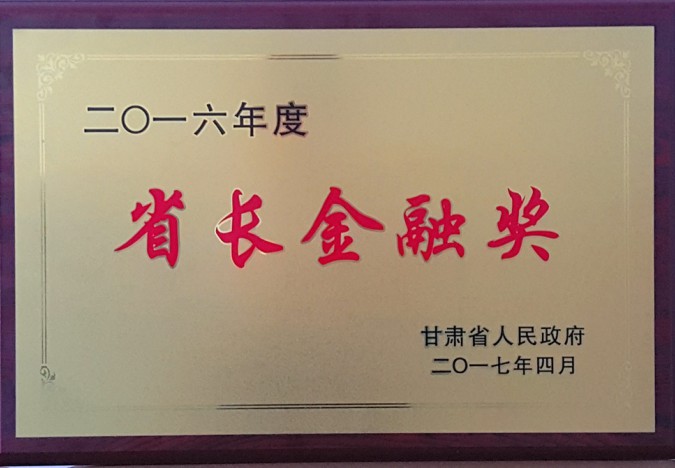 二〇一六年度
省长金融奖
甘肃省人民政府
二〇一七年四月